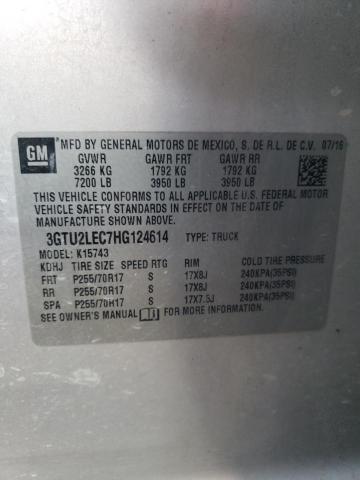 GM MFD BY GENERAL MOTORS DE MEXICO, S. DE R.L. DE C.V. 07/16
GVWR GAWR FRT GAWR RR
3266 KG 1792 KG 1792 KG
7200 LB 3950 LB 3950 LB
THIS VEHICLE CONFORMS TO ALL APPLICABLE U.S. FEDERAL MOTOR
VEHICLE SAFETY STANDARDS IN EFFECT ON THE DATE OF
MANUFACTURE SHOWN ABOVE.
3GTU2LEC7HG124614 TYPE: TRUCK
MODEL: K15743
KDHJ TIRE SIZE SPEED RTG RIM COLD TIRE PRESSURE
FRT P255/70R17 S 17X8J 240KPA(35PSI)
RR P255/70R17 S 17X8J 240KPA(35PSI)
SPA P255/70R17 S 17X7.5J 240KPA(35PSI)
SEE OWNER'S MANUAL FOR MORE INFORMATION.